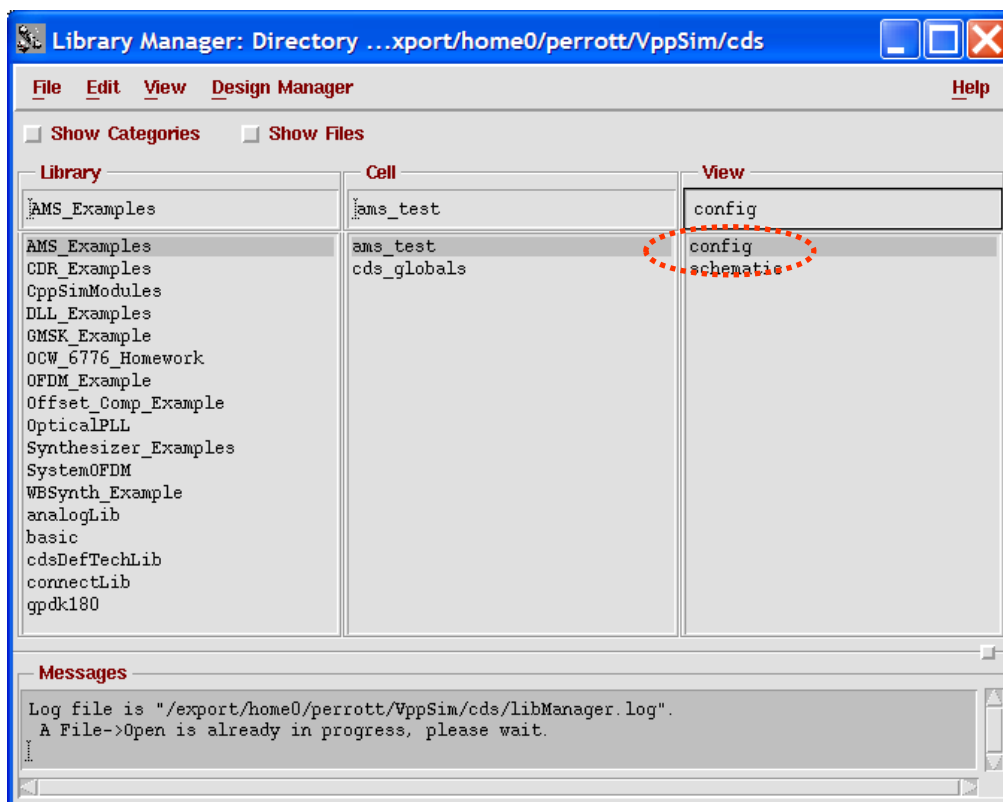 Library Manager: Directory ...xport/home0/perrott/VppSim/cds
File Edit View Design Manager Help
Show Categories Show Files
Library Cell View
AMS_Examples ams_test config
AMS_Examples ams_test config
CDR_Examples cds_globals schematic
CppSimModules
DLL_Examples
GMSK_Example
OCW_6776_Homework
OFDM_Example
Offset_Comp_Example
OpticalPLL
Synthesizer_Examples
SystemOFDM
WBSynth_Example
analogLib
basic
cdsDefTechLib
connectLib
gpdk180
Messages
Log file is "/export/home0/perrott/VppSim/cds/libManager.log".
A File->Open is already in progress, please wait.